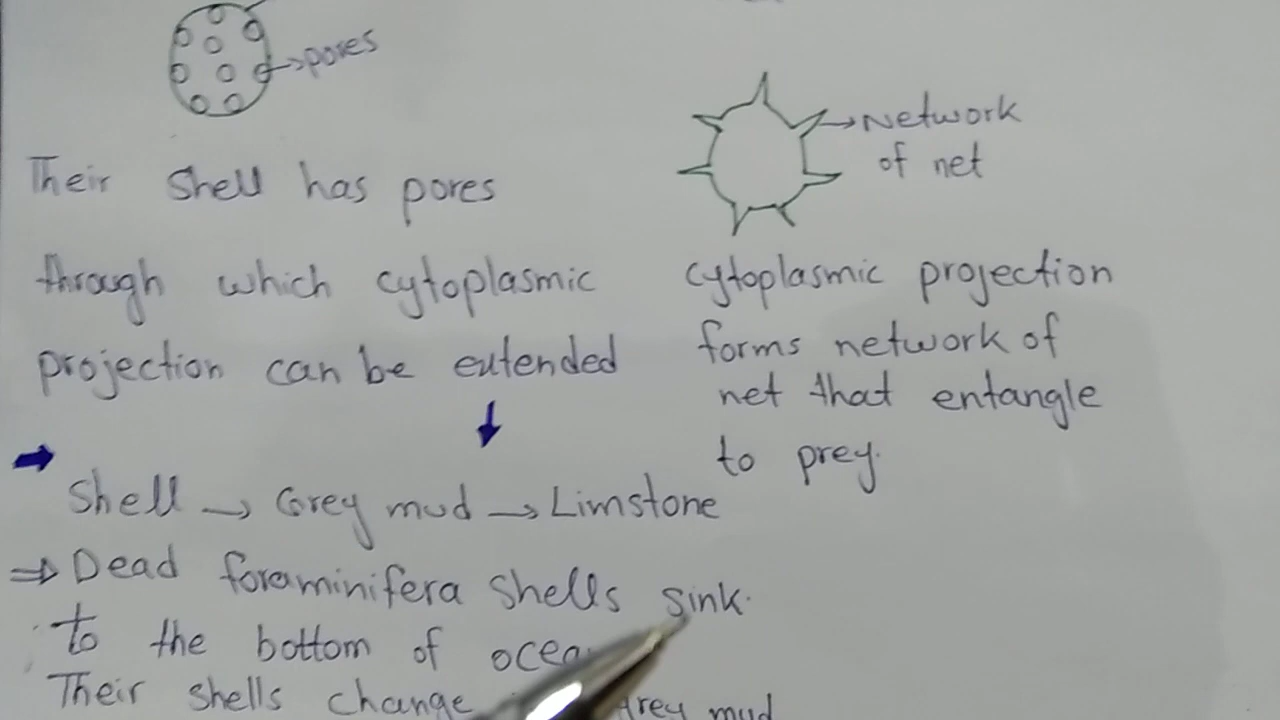 pores
Their shell has pores
through which cytoplasmic
projection can be extended
Network
of net
cytoplasmic projection
forms network of
net that entangle
to prey.
Shell → Grey mud → Limstone
⇒ Dead foraminifera shells sink.
to the bottom of
Their shells change grey mud